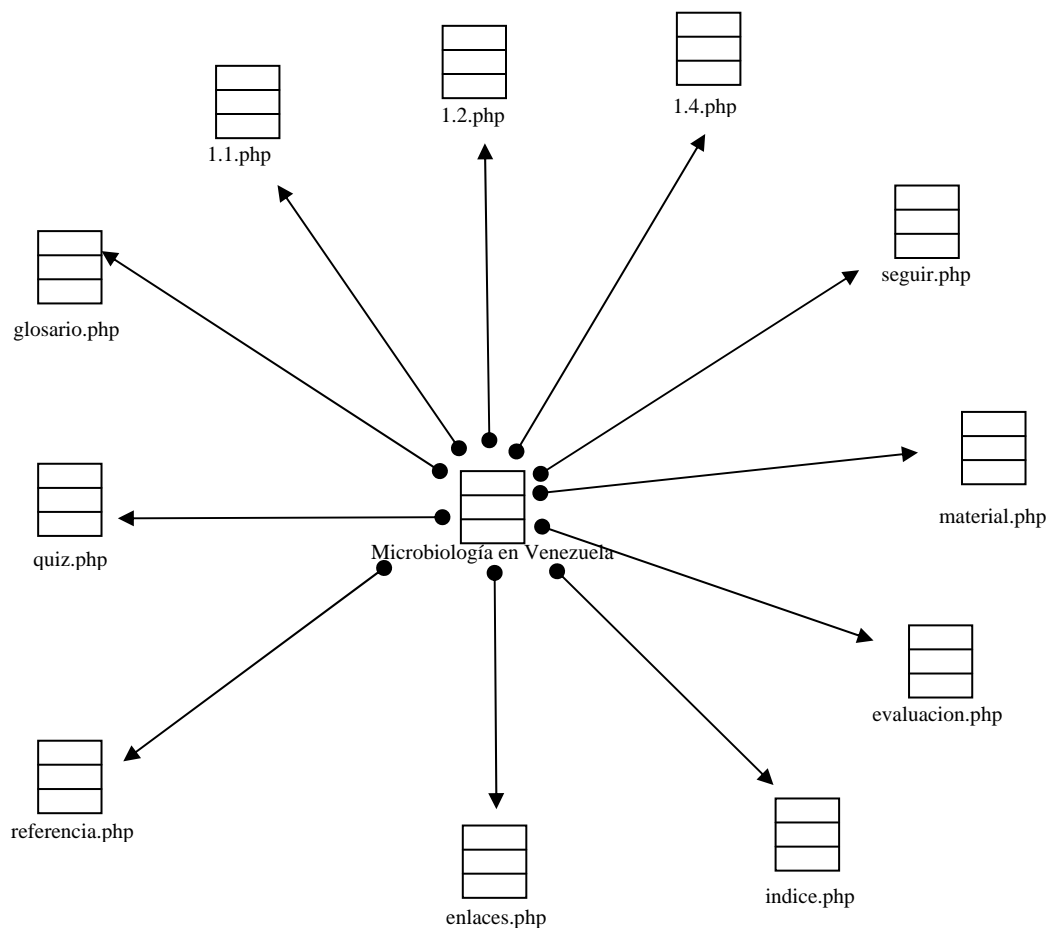 1.4.php
1.2.php
1.1.php
seguir.php
glosario.php
material.php
Microbiología en Venezuela
quiz.php
evaluacion.php
referencia.php
indice.php
enlaces.php